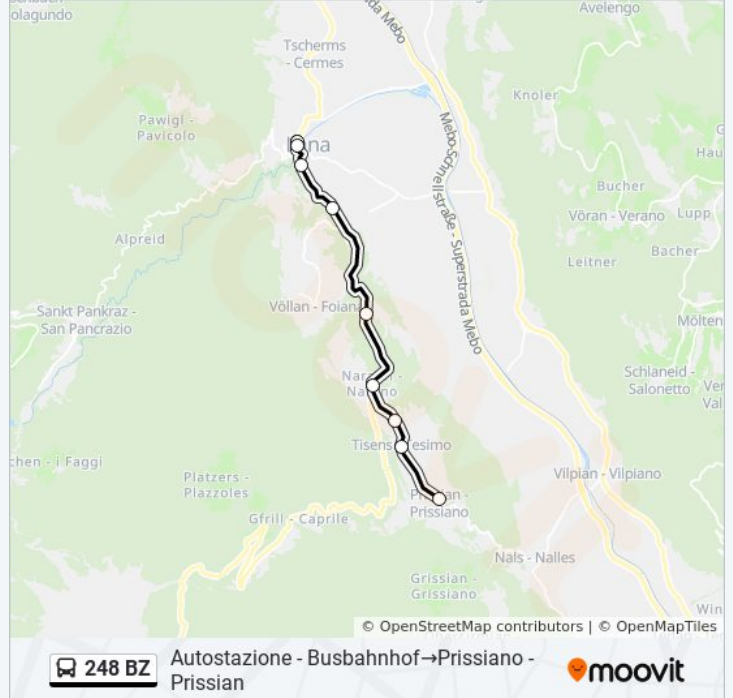 Avelengo
olagundo
rada Mebo
Tscherms
- Cermes
Knoler
Pawigl -
Pavicolo
Mebo-Schnellstraße - Superstrada Mebo
Hau
Bucher
Vöran - Verano
Lupp
Alpreid
Bacher
Leitner
Sankt Pankraz -
San Pancrazio
Völlan - Foiana
Mölten
Schlaneid -
Salonetto
Ver
Val
Tisens
esimo
chen - i Faggi
Platzers -
Plazzoles
Vilpian - Vilpiano
Gfrill - Caprile
Prissiano
Nals - Nalles
Grissian -
Grissiano
Win
© OpenStreetMap contributors | © OpenMapTiles
248 BZ
Autostazione - Busbahnhof→Prissiano -
Prissian
moovit